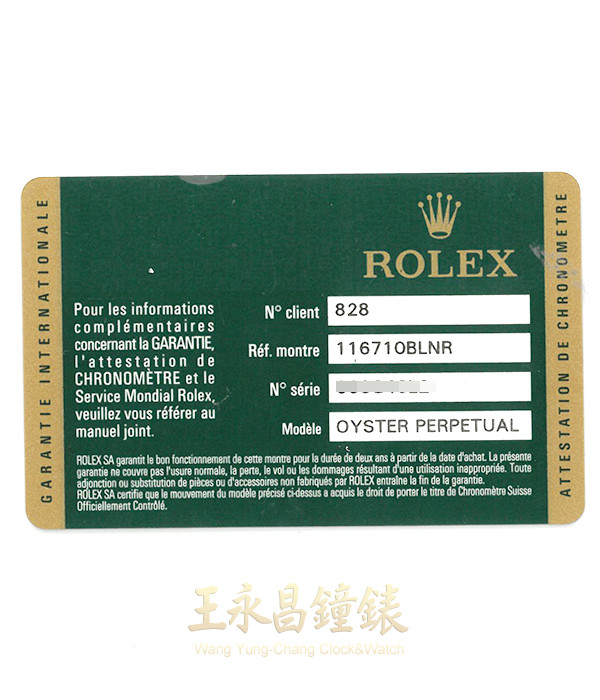 GARANTIE INTERNATIONALE
ROLEX
Pour les informations
complémentaires
concernant la GARANTIE,
l'attestation de
CHRONOMÈTRE et le
Service Mondial Rolex,
veuillez vous référer au
manuel joint.
N° client 828
Réf. montre 116710BLNR
N° série
Modèle OYSTER PERPETUAL
ROLEX SA garantit le bon fonctionnement de cette montre pour la durée de deux ans à partir de la date d'achat. La présente
garantie ne couvre pas l'usure normale, la perte, le vol ou les dommages résultant d'une utilisation inappropriée. Toute
adjonction ou substitution de pièces ou d'accessoires non fabriqués par ROLEX entraîne la fin de la garantie.
ROLEX SA certifie que le mouvement du modèle précisé ci-dessus a acquis le droit de porter le titre de Chronomètre Suisse
Officiellement Contrôlé.
ATTESTATION DE CHRONOMETRE
王永昌鐘錶
Wang Yung-Chang Clock&Watch